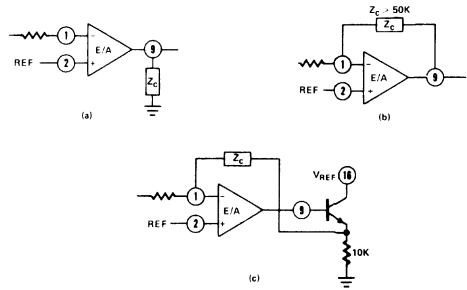 1
−
E/A
REF
2
+
9
ZC
(a)
ZC > 50K
ZC
1
−
E/A
REF
2
+
9
(b)
ZC
1
−
E/A
REF
2
+
9
VREF
16
10K
(c)